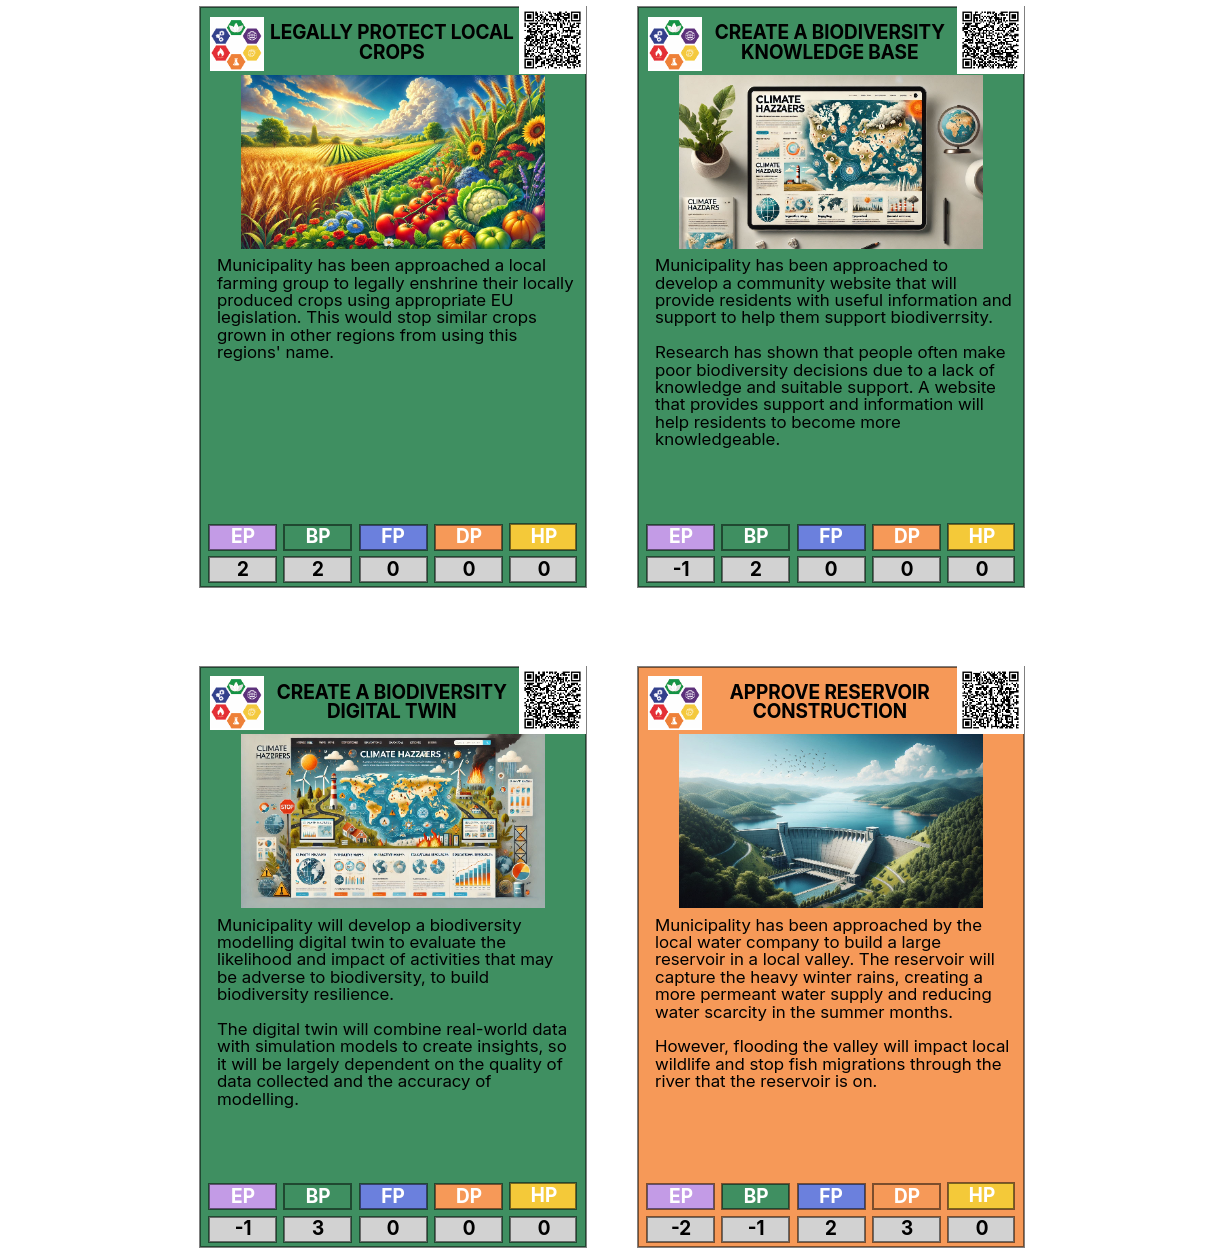 LEGALLY PROTECT LOCAL
CROPS
Municipality has been approached a local
farming group to legally enshrine their locally
produced crops using appropriate EU
legislation. This would stop similar crops
grown in other regions from using this
regions' name.
EP BP FP DP HP
2 2 0 0 0
CREATE A BIODIVERSITY
KNOWLEDGE BASE
CLIMATE
HAZZAERS
CLIMATE
HAZDARS
CLIMATE
HAZDARS
Municipality has been approached to
develop a community website that will
provide residents with useful information and
support to help them support biodiverrsity.
Research has shown that people often make
poor biodiversity decisions due to a lack of
knowledge and suitable support. A website
that provides support and information will
help residents to become more
knowledgeable.
EP BP FP DP HP
-1 2 0 0 0
CREATE A BIODIVERSITY
DIGITAL TWIN
CLIMATE
HAZZRERS
CLIMATE HAZZAERS
STOP
Municipality will develop a biodiversity
modelling digital twin to evaluate the
likelihood and impact of activities that may
be adverse to biodiversity, to build
biodiversity resilience.
The digital twin will combine real-world data
with simulation models to create insights, so
it will be largely dependent on the quality of
data collected and the accuracy of
modelling.
EP BP FP DP HP
-1 3 0 0 0
APPROVE RESERVOIR
CONSTRUCTION
Municipality has been approached by the
local water company to build a large
reservoir in a local valley. The reservoir will
capture the heavy winter rains, creating a
more permeant water supply and reducing
water scarcity in the summer months.
However, flooding the valley will impact local
wildlife and stop fish migrations through the
river that the reservoir is on.
EP BP FP DP HP
-2 -1 2 3 0